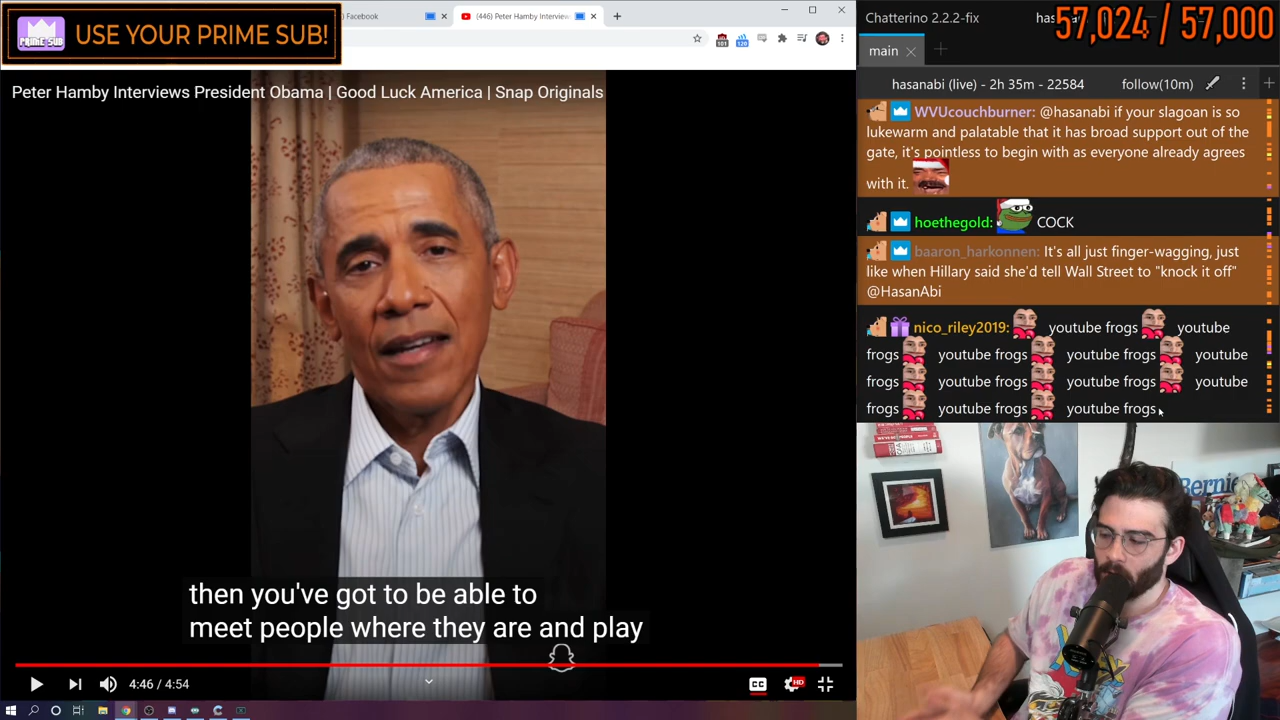 PRIME SUB
USE YOUR PRIME SUB!
Facebook
(446) Peter Hamby Interview
Peter Hamby Interviews President Obama | Good Luck America | Snap Originals
then you've got to be able to
meet people where they are and play
4:46 / 4:54
CC
HD
Chatterino 2.2.2-fix
57,024 / 57,000
main
hasanabi (live) - 2h 35m - 22584
follow(10m)
WVUcouchburner: @hasanabi if your slagoan is so
lukewarm and palatable that it has broad support out of the
gate, it's pointless to begin with as everyone already agrees
with it.
hoethegold: COCK
baaron_harkonnen: It's all just finger-wagging, just
like when Hillary said she'd tell Wall Street to "knock it off"
@HasanAbi
nico_riley2019: youtube frogs youtube
frogs youtube frogs youtube frogs youtube
frogs youtube frogs youtube frogs youtube
frogs youtube frogs youtube frogs
Bernie